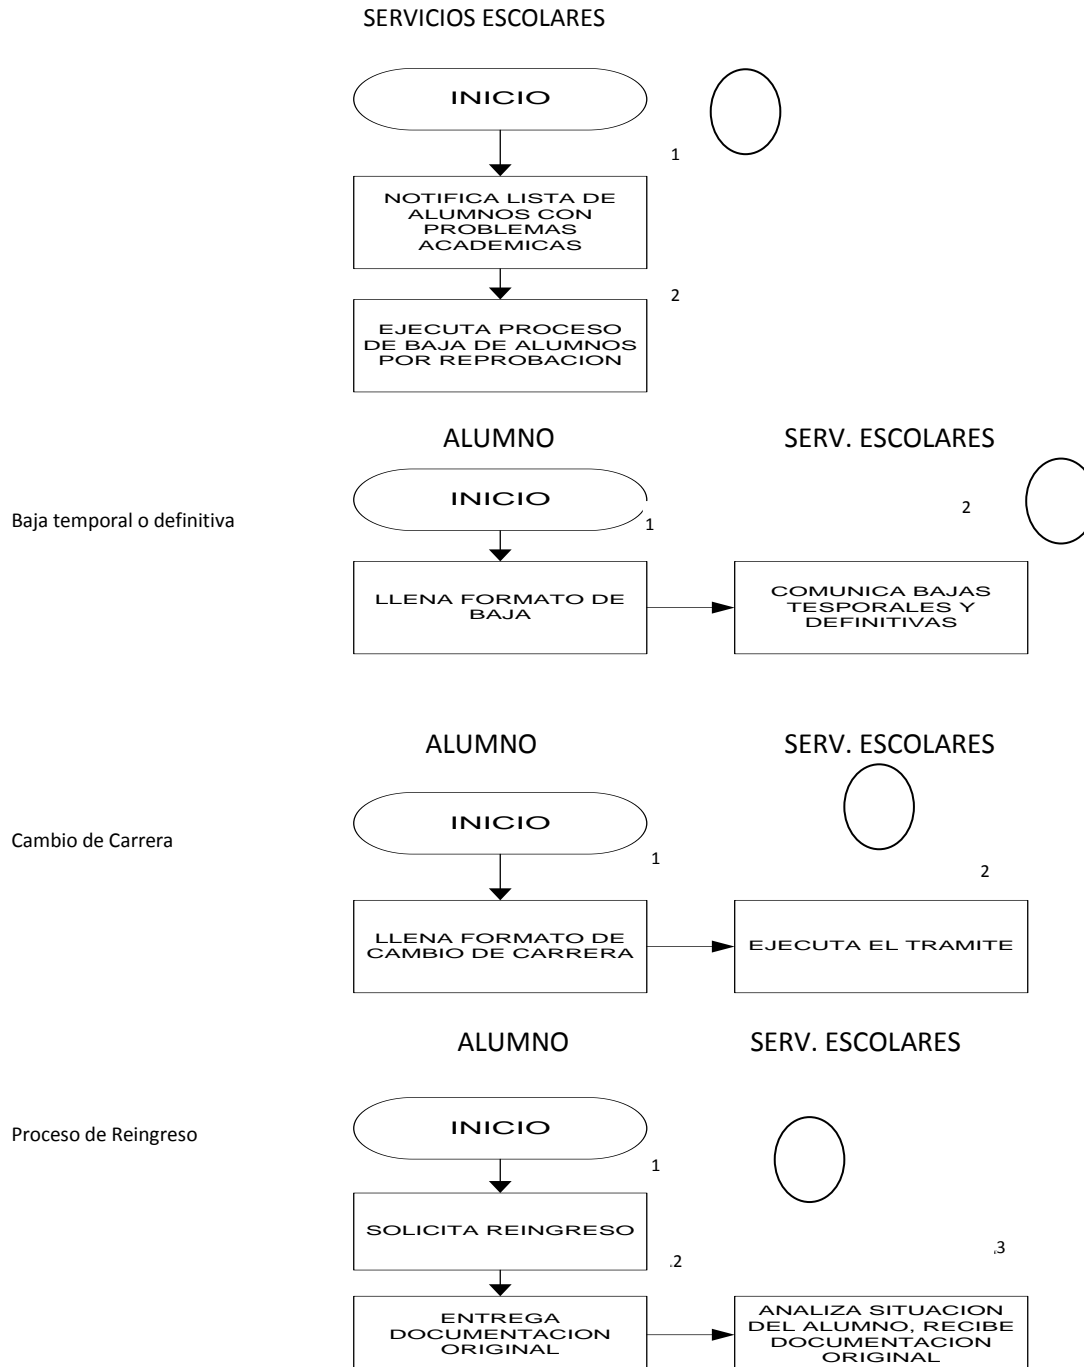 SERVICIOS ESCOLARES
INICIO
1
NOTIFICA LISTA DE
ALUMNOS CON
PROBLEMAS
ACADEMICAS
2
EJECUTA PROCESO
DE BAJA DE ALUMNOS
POR REPROBACION
ALUMNO SERV. ESCOLARES
INICIO
2
Baja temporal o definitiva
1
LLENA FORMATO DE
BAJA
COMUNICA BAJAS
TESPORALES Y
DEFINITIVAS
ALUMNO SERV. ESCOLARES
INICIO
Cambio de Carrera
1
2
LLENA FORMATO DE
CAMBIO DE CARRERA
EJECUTA EL TRAMITE
ALUMNO SERV. ESCOLARES
INICIO
Proceso de Reingreso
1
SOLICITA REINGRESO
.2
.3
ENTREGA
DOCUMENTACION
ORIGINAL
ANALIZA SITUACION
DEL ALUMNO, RECIBE
DOCUMENTACION
ORIGINAL